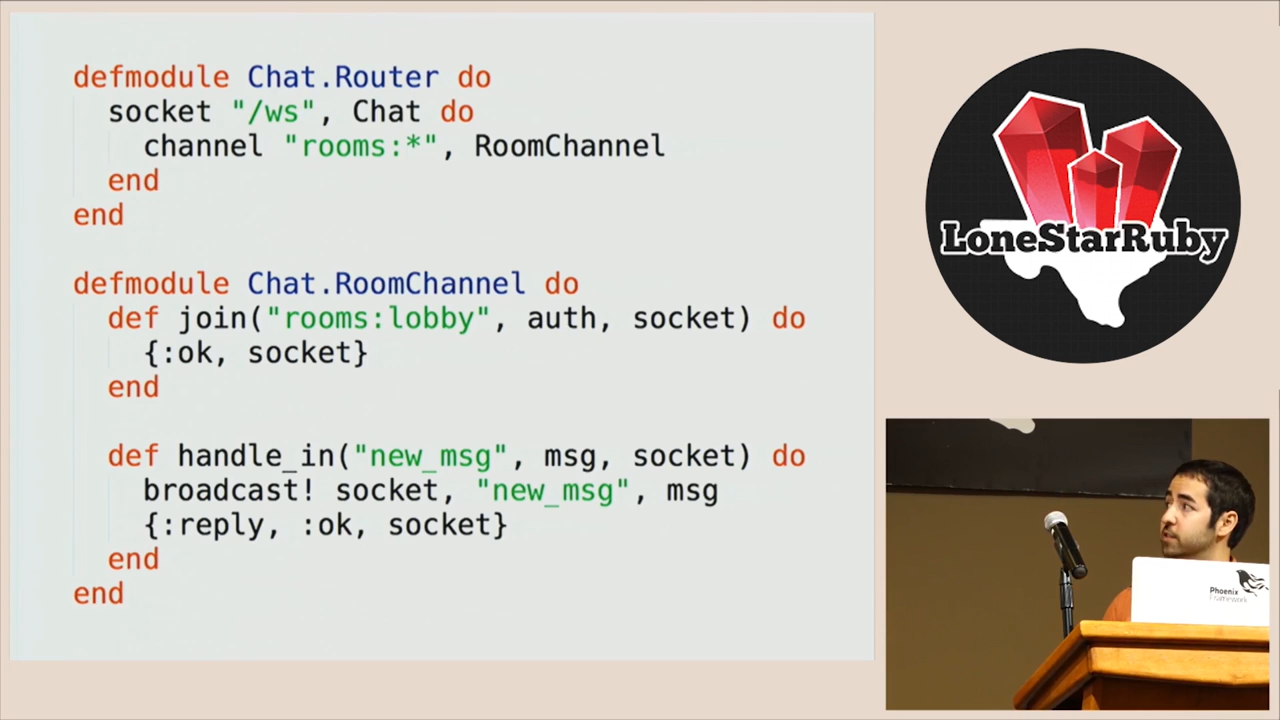 defmodule Chat.Router do
  socket "/ws", Chat do
    channel "rooms:*", RoomChannel
  end
end

defmodule Chat.RoomChannel do
  def join("rooms:lobby", auth, socket) do
    {:ok, socket}
  end

  def handle_in("new_msg", msg, socket) do
    broadcast! socket, "new_msg", msg
    {:reply, :ok, socket}
  end
end
LoneStarRuby
Phoenix
Framework